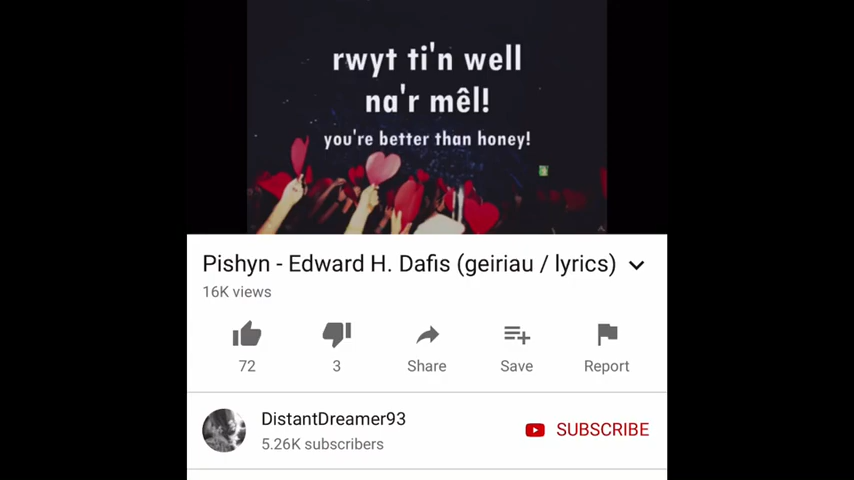 rwyt ti'n well
na'r mêl!
you're better than honey!
Pishyn - Edward H. Dafis (geiriau / lyrics)
16K views
72
3
Share
Save
Report
DistantDreamer93
5.26K subscribers
SUBSCRIBE